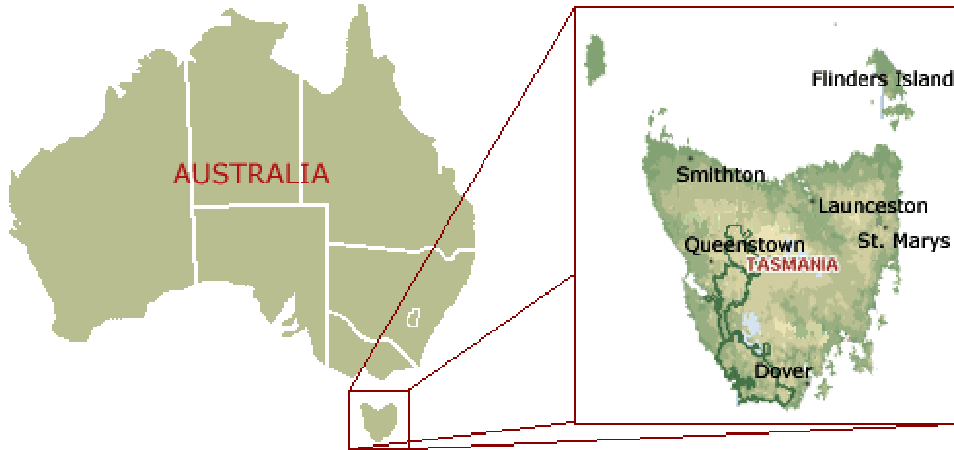 AUSTRALIA
Flinders Island
Smithton
Launceston
St. Marys
Queenstown
TASMANIA
Dover